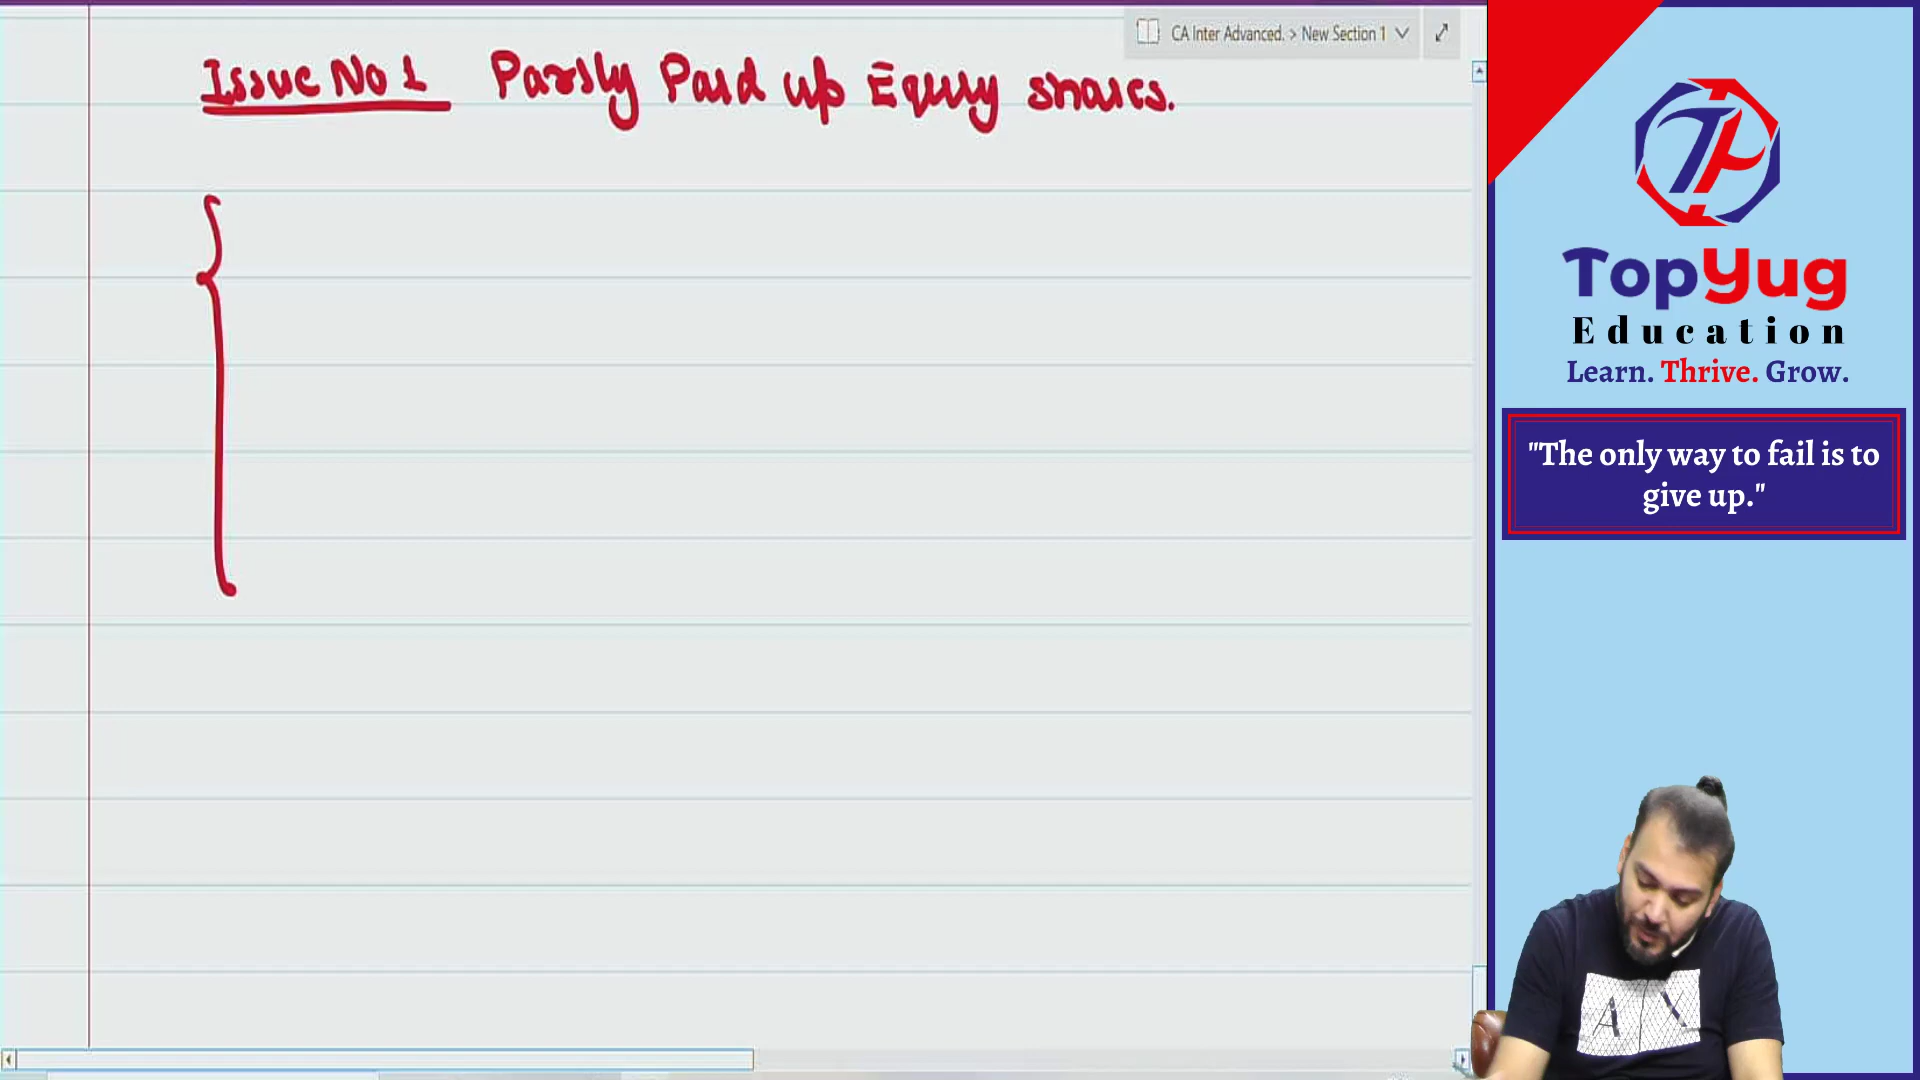 CA Inter Advanced. > New Section 1
Issue No 1 Partly Paid up Equity shares.
TopYug
Education
Learn. Thrive. Grow.
"The only way to fail is to
give up."
A X